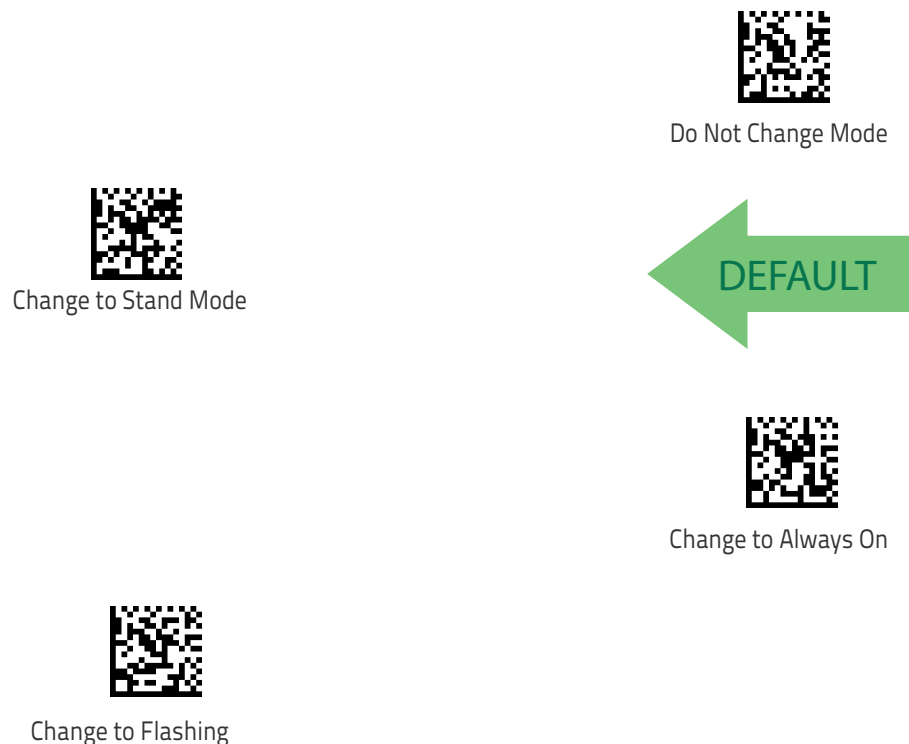 Do Not Change Mode
Change to Stand Mode
DEFAULT
Change to Always On
Change to Flashing